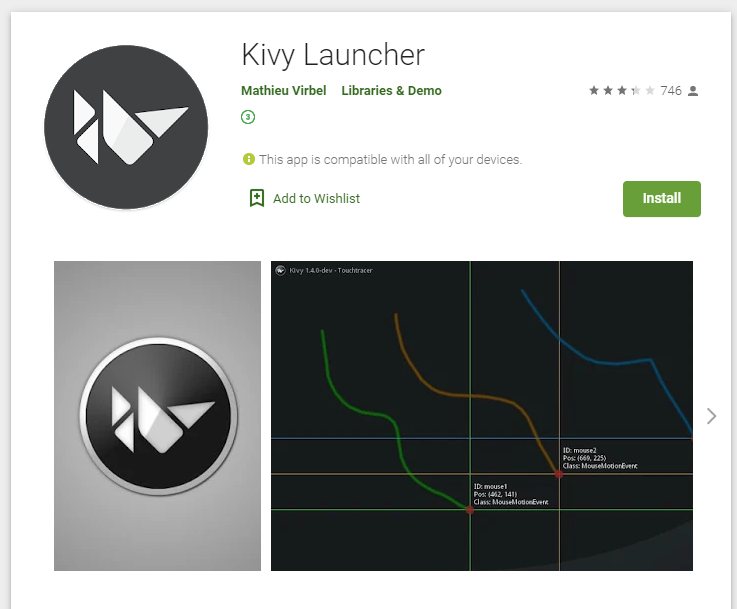 Kivy Launcher
Mathieu Virbel Libraries & Demo
746
3
This app is compatible with all of your devices.
Add to Wishlist
Install
Kivy 1.4.0-dev - Touchtracer
ID: mouse2
Pos: (669, 225)
Class: MouseMotionEvent
ID: mouse1
Pos: (462, 141)
Class: MouseMotionEvent